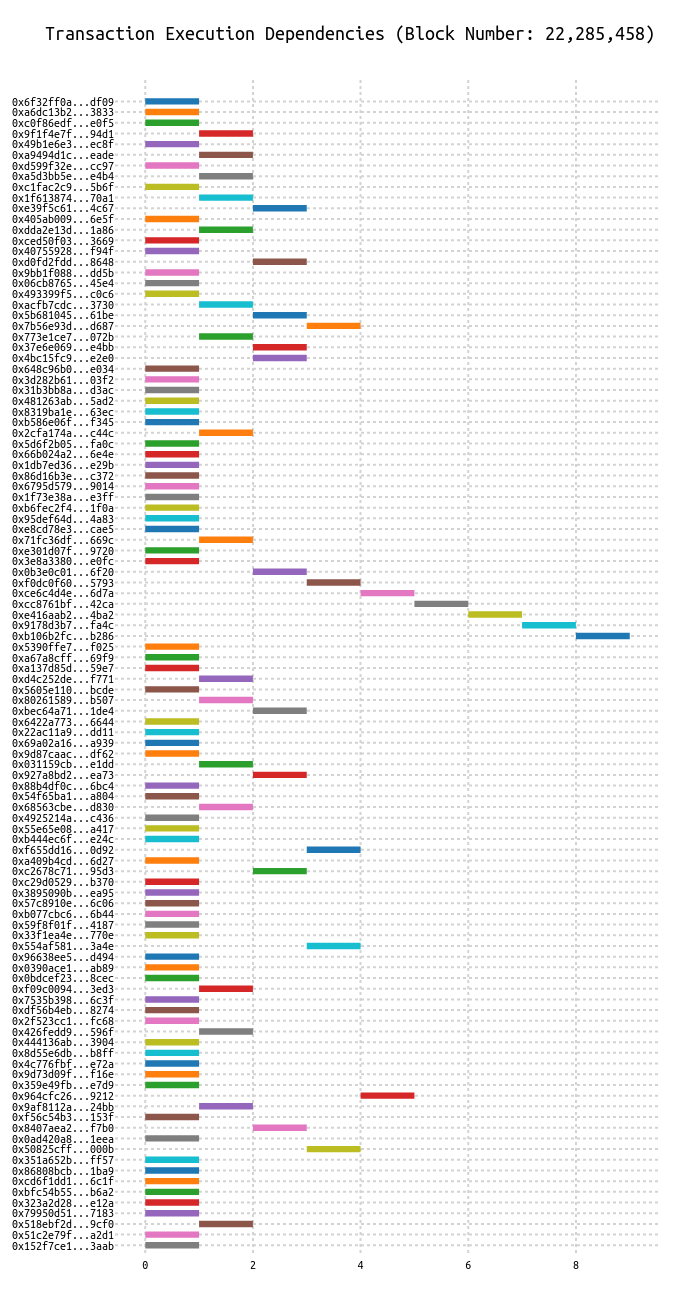 Transaction Execution Dependencies (Block Number: 22,285,458)
0x6f32ff0a...df09
0xa6dc13b2...3833
0xc0f86edf...e0f5
0x9f1f4e7f...94d1
0x49b1e6e3...ec8f
0xa9494d1c...eade
0xd599f32e...cc97
0xa5d3bb5e...e4b4
0xc1fac2c9...5b6f
0x1f613874...70a1
0xe39f5c61...4c67
0x405ab009...6e5f
0xdda2e13d...1a86
0xced50f03...3669
0x40755928...f94f
0xd0fd2fdd...8648
0x9bb1f088...dd5b
0x06cb8765...45e4
0x493399f5...c0c6
0xacfb7cdc...3730
0x5b681045...61be
0x7b56e93d...d687
0x773e1ce7...072b
0x37e6e069...e4bb
0x4bc15fc9...e2e0
0x648c96b0...e034
0x3d282b61...03f2
0x31b3bb8a...d3ac
0x481263ab...5ad2
0x8319ba1e...63ec
0xb586e06f...f345
0x2cfa174a...c44c
0x5d6f2b05...fa0c
0x66b024a2...6e4e
0x1db7ed36...e29b
0x86d16b3e...c372
0x6795d579...9014
0x1f73e38a...e3ff
0xb6fec2f4...1f0a
0x95def64d...4a83
0xe8cd78e3...cae5
0x71fc36df...669c
0xe301d07f...9720
0x3e8a3380...e0fc
0x0b3e0c01...6f20
0xf0dc0f60...5793
0xce6c4d4e...6d7a
0xcc8761bf...42ca
0xe416aab2...4ba2
0x9178d3b7...fa4c
0xb106b2fc...b286
0x5390ffe7...f025
0xa67a8cff...69f9
0xa137d85d...59e7
0xd4c252de...f771
0x5605e110...bcde
0x80261589...b507
0xbec64a71...1de4
0x6422a773...6644
0x22ac11a9...dd11
0x69a02a16...a939
0x9d87caac...df62
0x031159cb...e1dd
0x927a8bd2...ea73
0x88b4df0c...6bc4
0x54f65ba1...a804
0x68563cbe...d830
0x4925214a...c436
0x55e65e08...a417
0xb444ec6f...e24c
0xf655dd16...0d92
0xa409b4cd...6d27
0xc2678c71...95d3
0xc29d0529...b370
0x3895090b...ea95
0x57c8910e...6c06
0xb077cbc6...6b44
0x59f8f01f...4187
0x33f1ea4e...770e
0x554af581...3a4e
0x96638ee5...d494
0x0390ace1...ab89
0x0bdcef23...8cec
0xf09c0094...3ed3
0x7535b398...6c3f
0xdf56b4eb...8274
0x2f523cc1...fc68
0x426fedd9...596f
0x444136ab...3904
0x8d55e6db...b8ff
0x4c776fbf...e72a
0x9d73d09f...f16e
0x359e49fb...e7d9
0x964cfc26...9212
0x9af8112a...24bb
0xf56c54b3...153f
0x8407aea2...f7b0
0x0ad420a8...1eea
0x50825cff...000b
0x351a652b...ff57
0x86808bcb...1ba9
0xcd6f1dd1...6c1f
0xbfc54b55...b6a2
0x323a2d28...e12a
0x79950d51...7183
0x518ebf2d...9cf0
0x51c2e79f...a2d1
0x152f7ce1...3aab
0 2 4 6 8